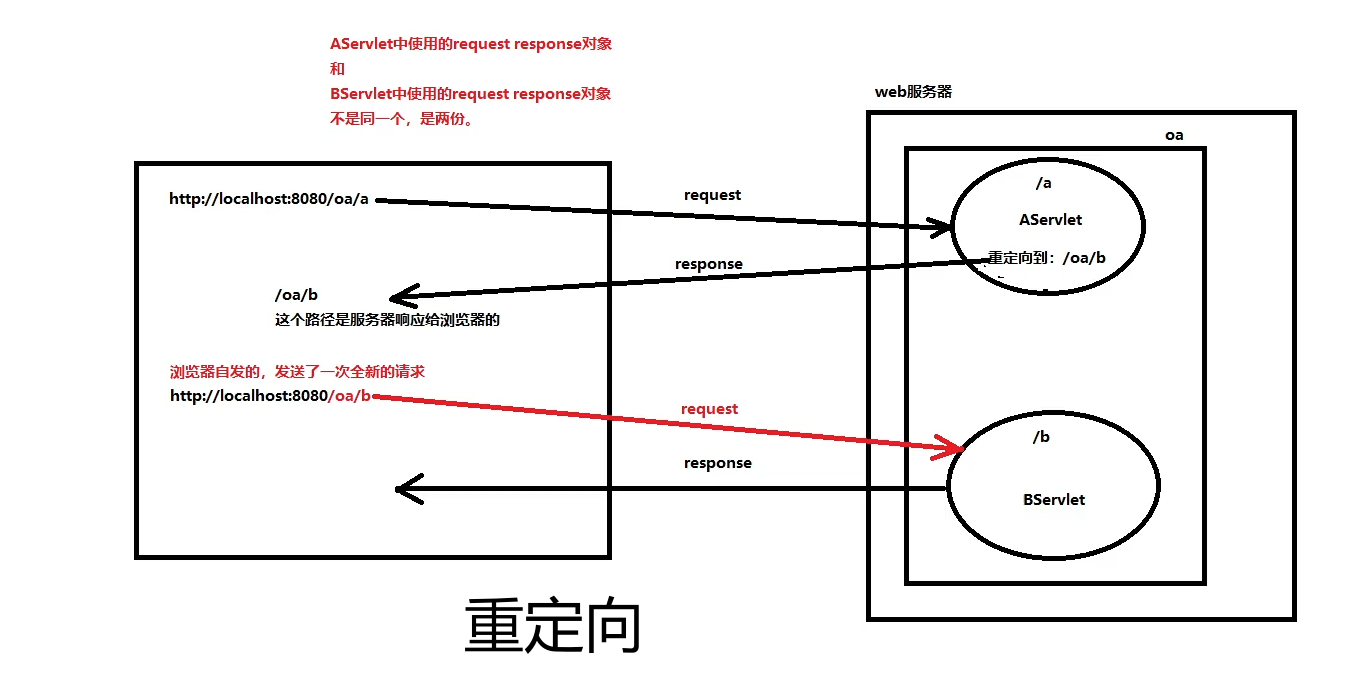 AServlet中使用的request response对象
和
BServlet中使用的request response对象
不是同一个，是两份。
web服务器
oa
http://localhost:8080/oa/a
request
/a
AServlet
重定向到：/oa/b
response
/oa/b
这个路径是服务器响应给浏览器的
浏览器自发的，发送了一次全新的请求
http://localhost:8080/oa/b
request
/b
response
BServlet
重定向